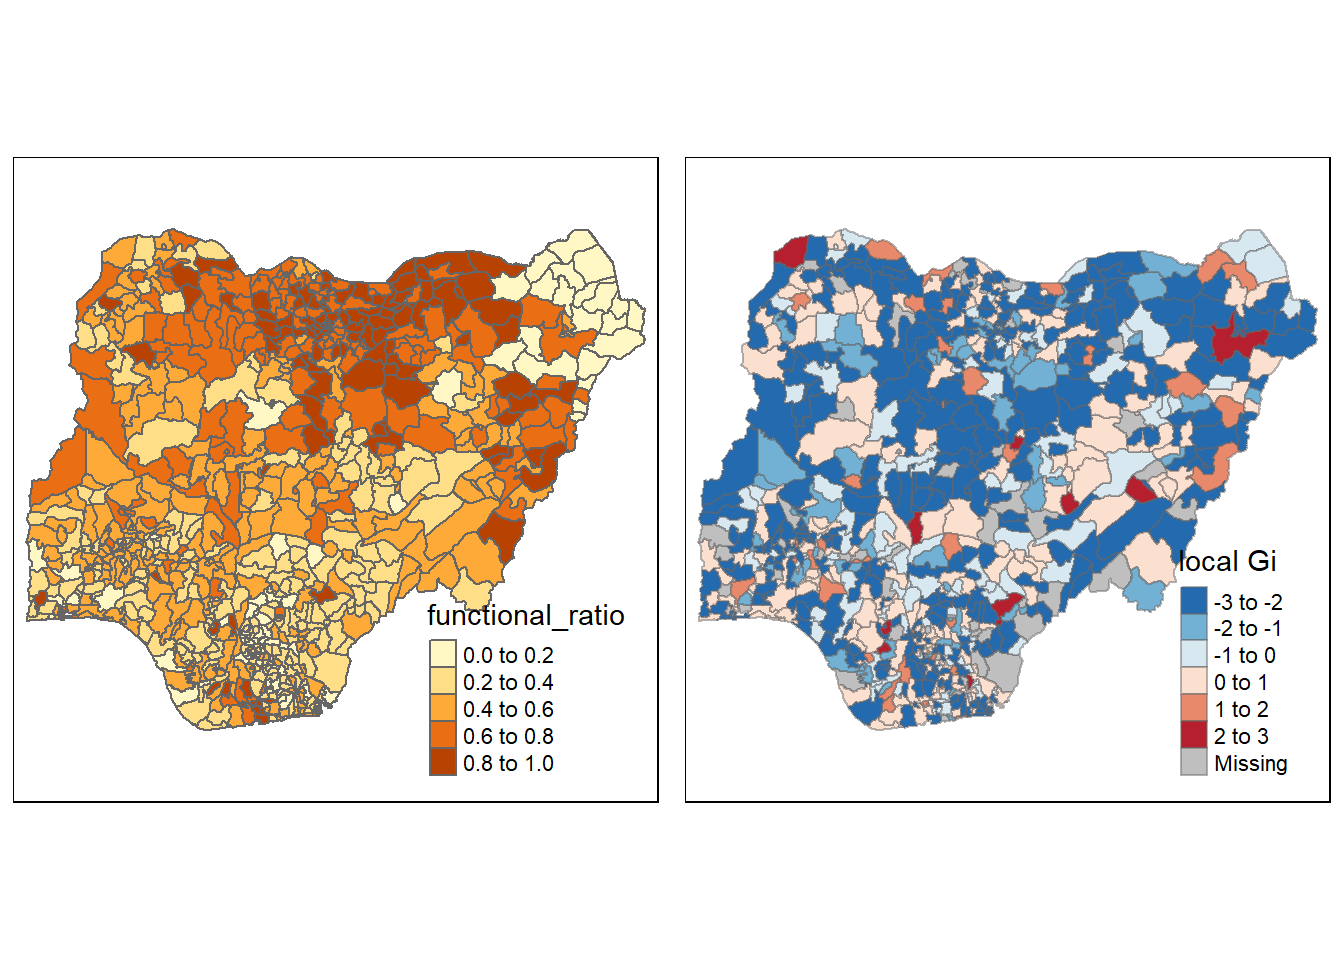 functional_ratio
0.0 to 0.2
0.2 to 0.4
0.4 to 0.6
0.6 to 0.8
0.8 to 1.0
local Gi
-3 to -2
-2 to -1
-1 to 0
0 to 1
1 to 2
2 to 3
Missing